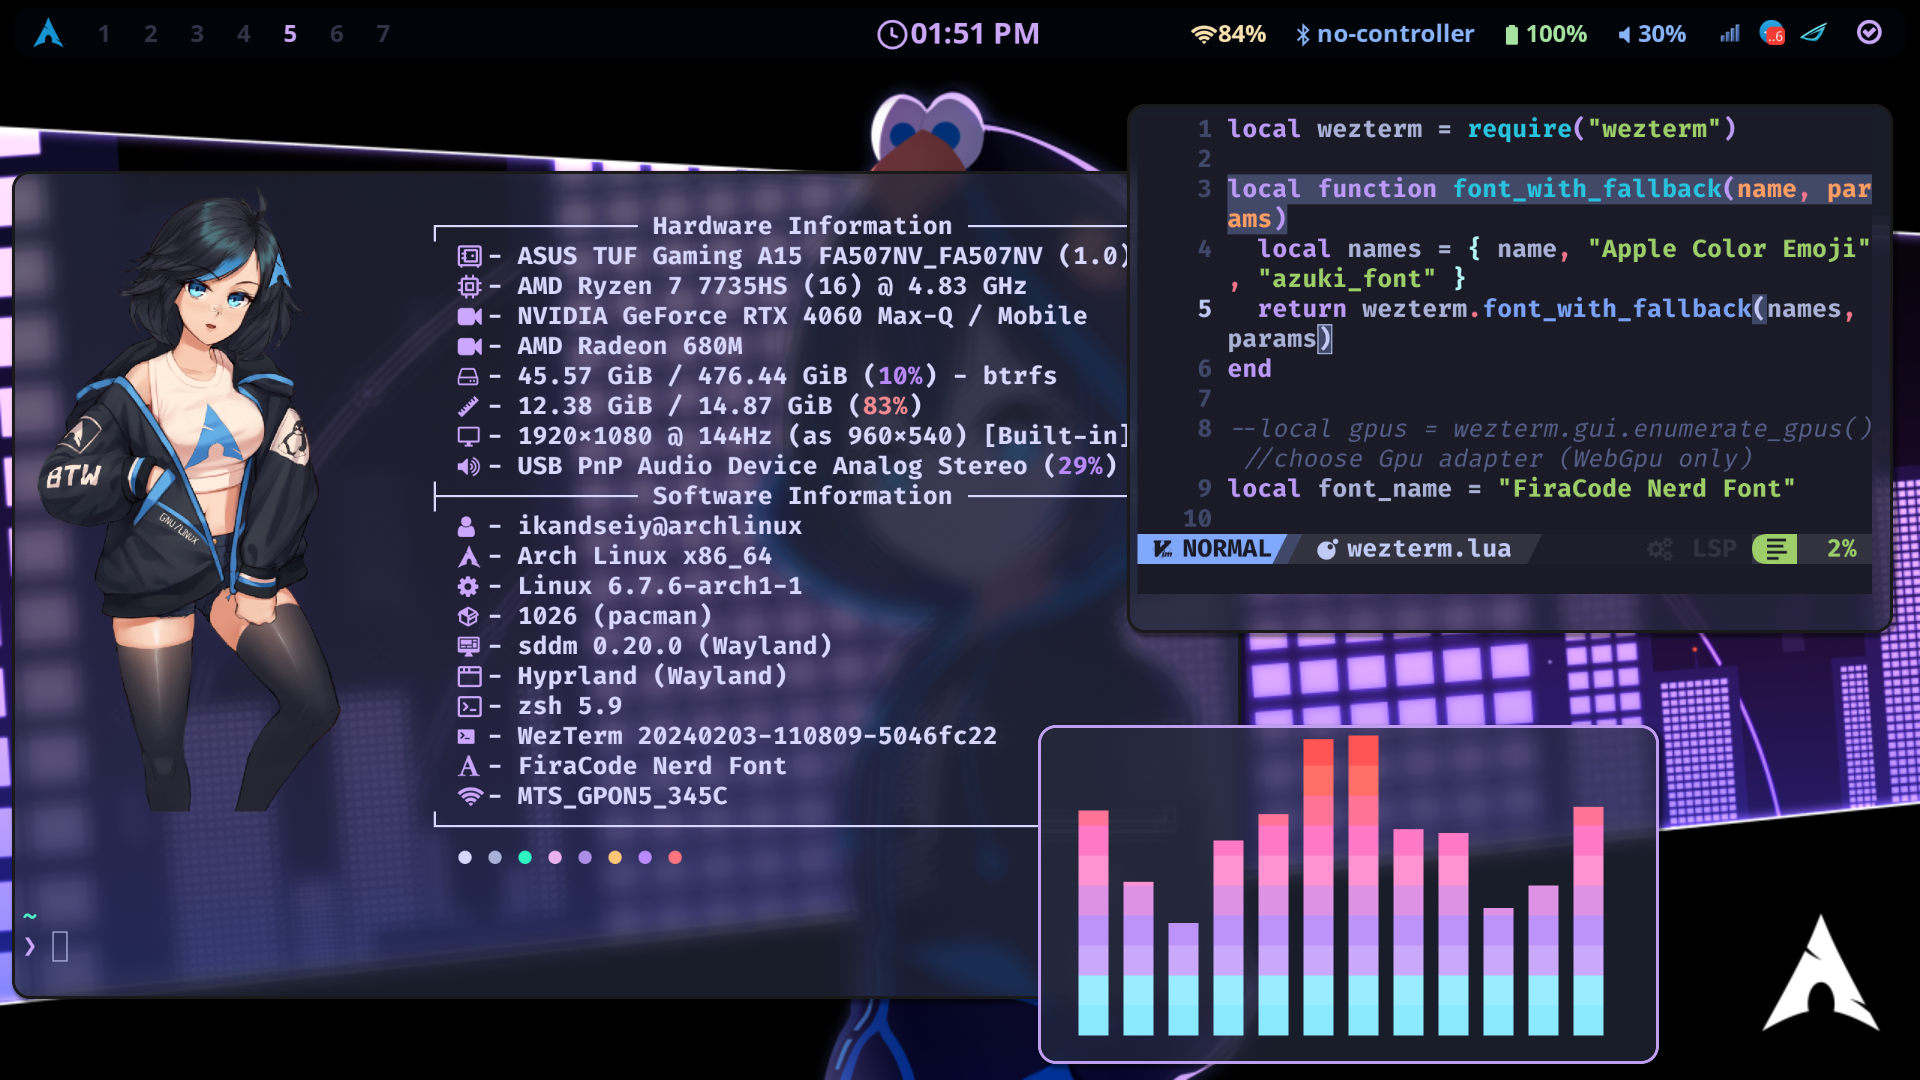 1 2 3 4 5 6 7
01:51 PM
84% no-controller 100% 30%
..6
Hardware Information
- ASUS TUF Gaming A15 FA507NV_FA507NV (1.0)
- AMD Ryzen 7 7735HS (16) @ 4.83 GHz
- NVIDIA GeForce RTX 4060 Max-Q / Mobile
- AMD Radeon 680M
- 45.57 GiB / 476.44 GiB (10%) - btrfs
- 12.38 GiB / 14.87 GiB (83%)
- 1920×1080 @ 144Hz (as 960×540) [Built-in]
- USB PnP Audio Device Analog Stereo (29%)
Software Information
- ikandseiy@archlinux
- Arch Linux x86_64
- Linux 6.7.6-arch1-1
- 1026 (pacman)
- sddm 0.20.0 (Wayland)
- Hyprland (Wayland)
- zsh 5.9
- WezTerm 20240203-110809-5046fc22
- FiraCode Nerd Font
- MTS_GPON5_345C
~
❯
BTW
GNU/LINUX
1 local wezterm = require("wezterm")
2
3 local function font_with_fallback(name, par
ams)
4 local names = { name, "Apple Color Emoji"
, "azuki_font" }
5 return wezterm.font_with_fallback(names,
params)
6 end
7
8 --local gpus = wezterm.gui.enumerate_gpus()
//choose Gpu adapter (WebGpu only)
9 local font_name = "FiraCode Nerd Font"
10
NORMAL wezterm.lua LSP 2%